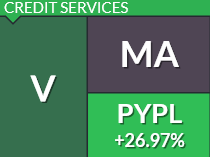 CREDIT SERVICES
V
MA
PYPL
+26.97%